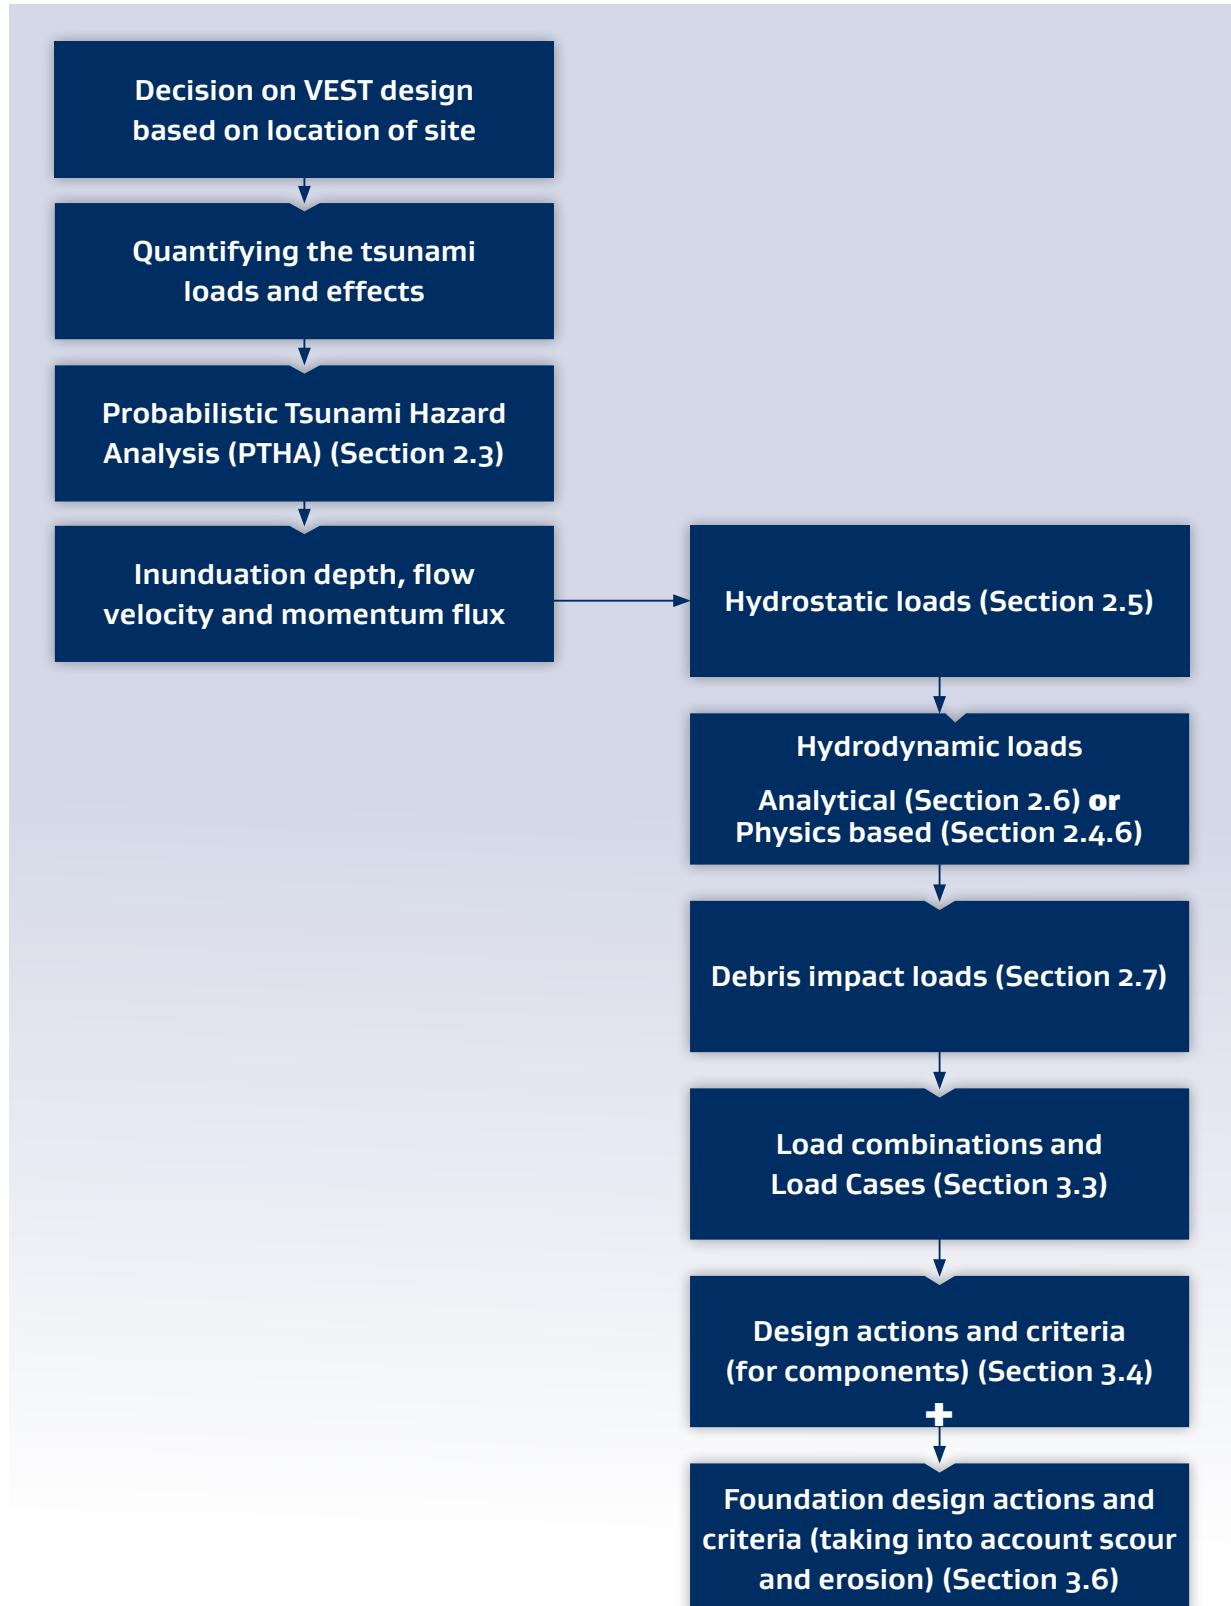 Decision on VEST design
based on location of site
Quantifying the tsunami
loads and effects
Probabilistic Tsunami Hazard
Analysis (PTHA) (Section 2.3)
Inunduation depth, flow
velocity and momentum flux
Hydrostatic loads (Section 2.5)
Hydrodynamic loads
Analytical (Section 2.6) or
Physics based (Section 2.4.6)
Debris impact loads (Section 2.7)
Load combinations and
Load Cases (Section 3.3)
Design actions and criteria
(for components) (Section 3.4)
+
Foundation design actions and
criteria (taking into account scour
and erosion) (Section 3.6)